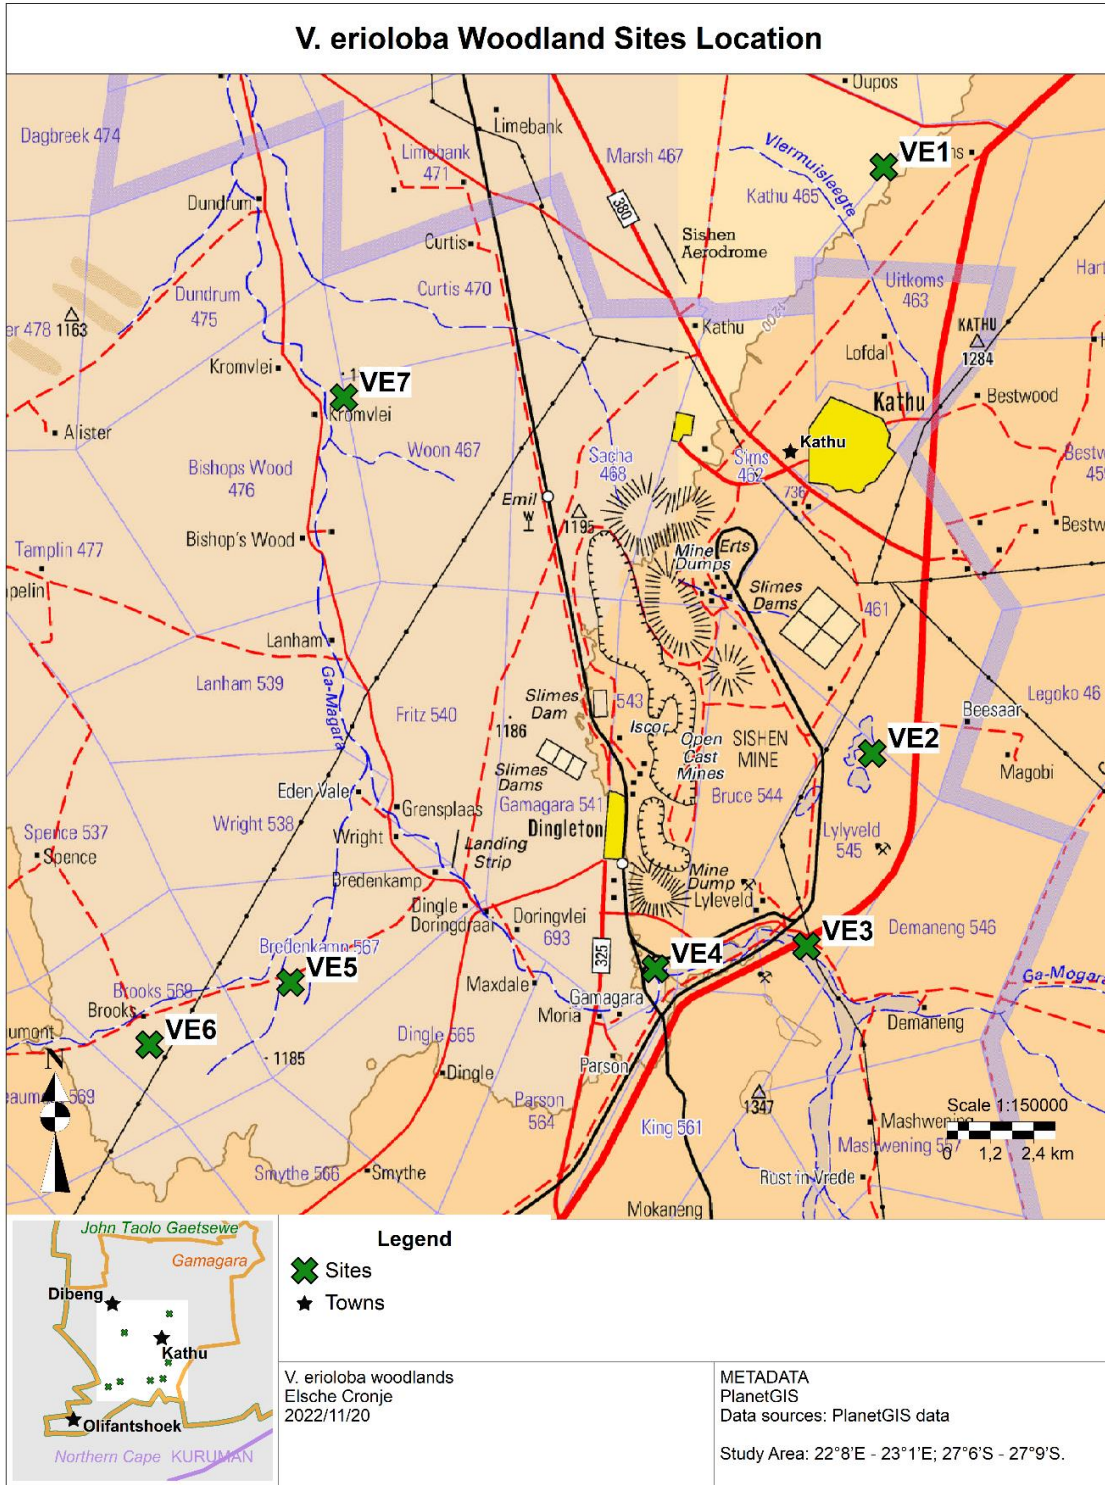 V. erioloba Woodland Sites Location
Oupos
Dagbreek 474
Limebank
Limebank
471
Marsh 467
Vlermuisleegte
VE1
Kathu 465
Dundrum
380
Sishen
Aerodrome
Curtis
Uitkoms
463
Curtis 470
Dundrum
475
1200
1163
Kathu
KATHU
1284
Lofdal
Kromvlei
VE7
Kromvlei
Kathu
Bestwood
Alister
Woon 467
Kathu
Sacha
468
Sims
462
Bishops Wood
476
736
Emil
W
1195
Bishop's Wood
Tamplin 477
Mine
Dumps
Erts
Slimes
Dams
461
Lanham
Ga-Magara
Lanham 539
Fritz 540
Slimes
Dam
543
Legoko 46
Beesaar
1186
Iscor
Open
Cast
Mines
SISHEN
MINE
VE2
Magobi
Slimes
Dams
Eden Vale
Gamagara 541
Bruce 544
Grensplaas
Wright 538
Dingleton
Lylyveld
545
Spence 537
Spence
Wright
Landing
Strip
Bredenkamp
Mine
Dump
Lyleveld
Dingle
Doringdraai
Doringvlei
693
VE3
Demaneng 546
Bredenkamp 567
VE5
325
VE4
Ga-Mogara
Brooks 568
Maxdale
Gamagara
Brooks
Moria
Demaneng
VE6
Dingle 565
1185
N
Parson
Dingle
Parson
564
1347
Scale 1:150000
King 561
Mashwening
Mashwening 557
0 1,2 2,4 km
Smythe 566
Smythe
Rust in Vrede
Mokaneng
John Taolo Gaetsewe
Gamagara
Dibeng
Kathu
Olifantshoek
Northern Cape KURUMAN
Legend
Sites
Towns
V. erioloba woodlands
Elsche Cronje
2022/11/20
METADATA
PlanetGIS
Data sources: PlanetGIS data
Study Area: 22°8'E - 23°1'E; 27°6'S - 27°9'S.